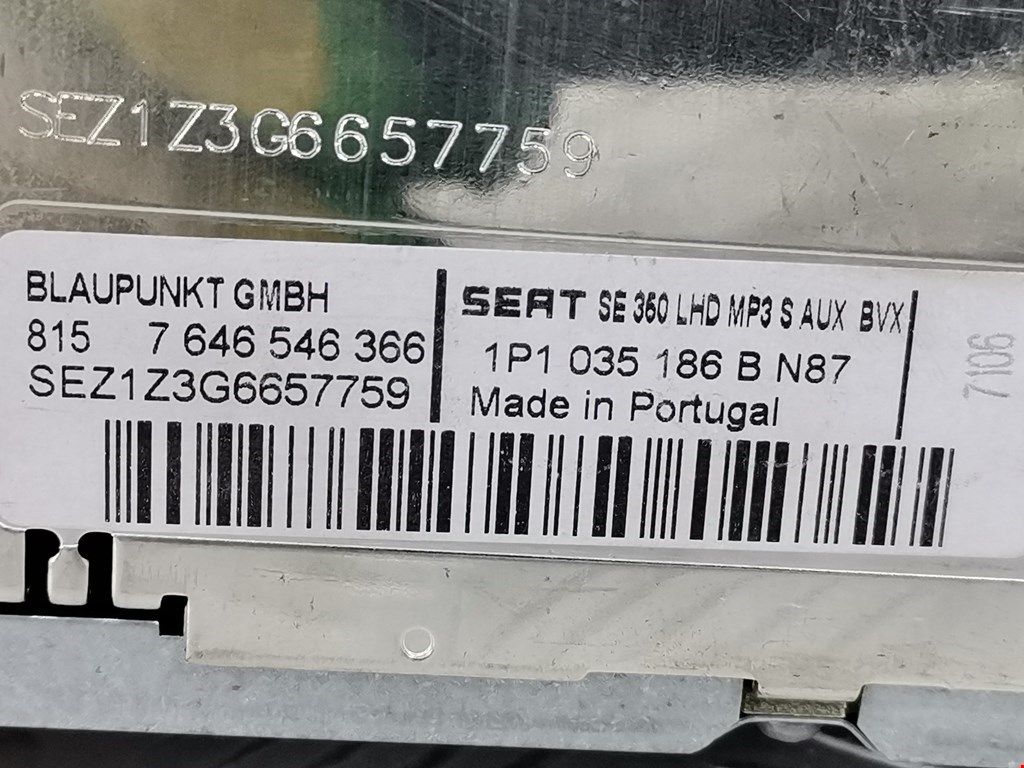 SEZ1Z3G6657759
BLAUPUNKT GMBH
815 7 646 546 366
SEZ1Z3G6657759
SEAT SE 360 LHD MP3 S AUX BVX
1P1 035 186 B N87
Made in Portugal
7106